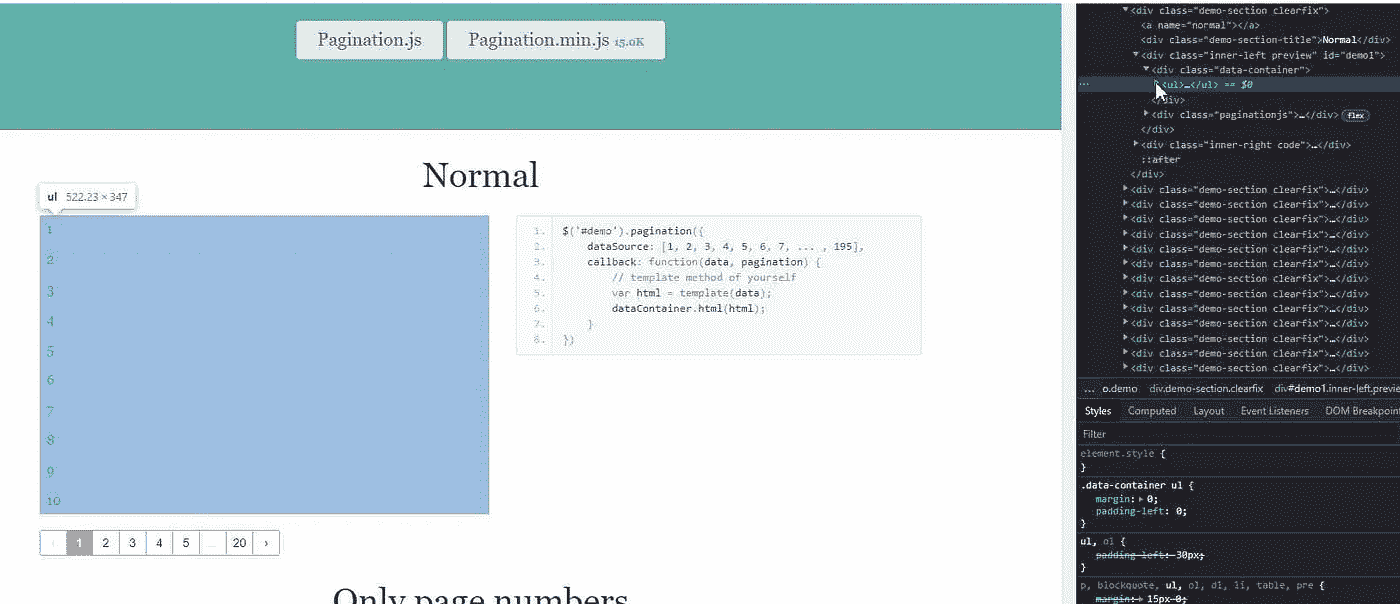 Pagination.js
Pagination.min.js 15.0K
Normal
ul 522.23 × 347
1
2
3
4
5
6
7
8
9
10
‹ 1 2 3 4 5 ... 20 ›
Only page numbers
1. $('#demo').pagination({
2. dataSource: [1, 2, 3, 4, 5, 6, 7, ... , 195],
3. callback: function(data, pagination) {
4. // template method of yourself
5. var html = template(data);
6. dataContainer.html(html);
7. }
8. })
<div class="demo-section clearfix">
<a name="normal"></a>
<div class="demo-section-title">Normal</div>
<div class="inner-left preview" id="demo1">
<div class="data-container">
... <ul>…</ul> == $0
</div>
<div class="paginationjs">…</div> flex
</div>
<div class="inner-right code">…</div>
::after
</div>
<div class="demo-section clearfix">…</div>
<div class="demo-section clearfix">…</div>
<div class="demo-section clearfix">…</div>
<div class="demo-section clearfix">…</div>
<div class="demo-section clearfix">…</div>
<div class="demo-section clearfix">…</div>
<div class="demo-section clearfix">…</div>
<div class="demo-section clearfix">…</div>
<div class="demo-section clearfix">…</div>
<div class="demo-section clearfix">…</div>
<div class="demo-section clearfix">…</div>
<div class="demo-section clearfix">…</div>
<div class="demo-section clearfix">…</div>
... o.demo div.demo-section.clearfix div#demo1.inner-left.previe
Styles Computed Layout Event Listeners DOM Breakpoint
Filter
element.style {
}
.data-container ul {
margin: 0;
padding-left: 0;
}
ul, ol {
padding-left: 30px;
}
p, blockquote, ul, ol, dl, li, table, pre {
margin: 15px 0;